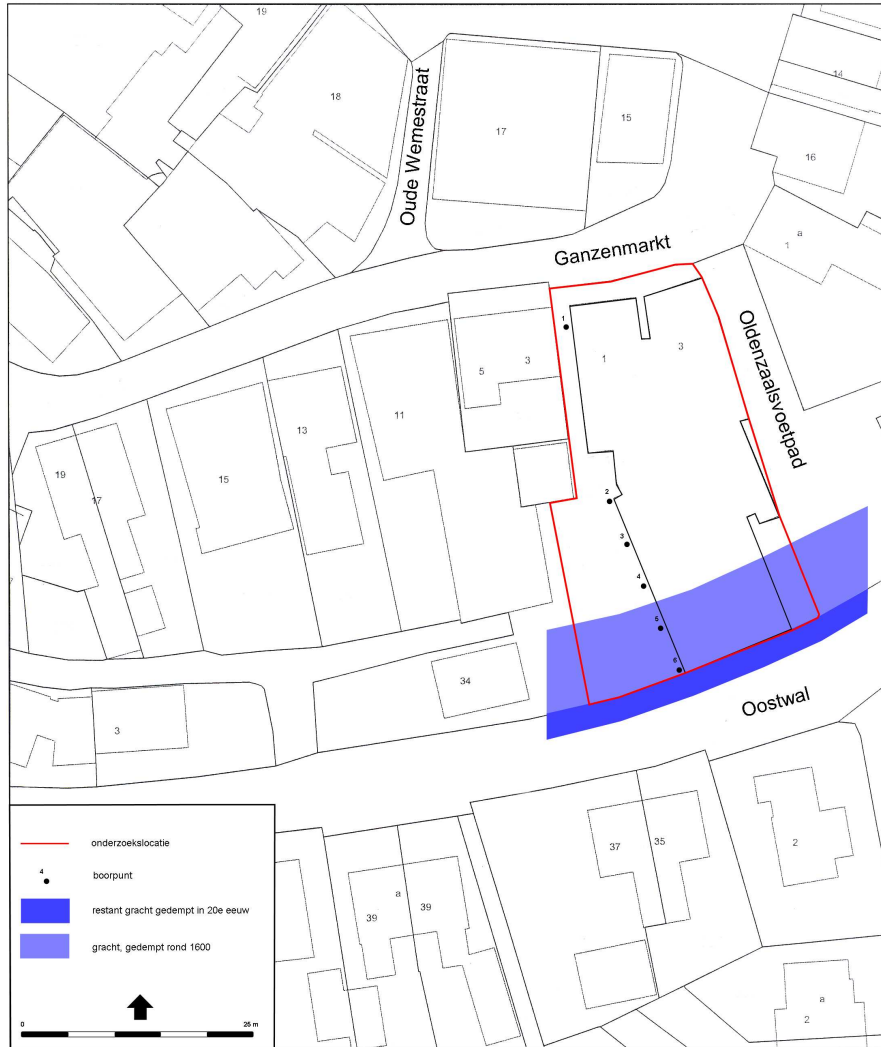 19
18
Oude Wemestraat
17
15
14
16
a
1
Ganzenmarkt
1
5
3
1
3
Oldenzaalsvoetpad
11
13
15
19
17
2
3
4
5
6
34
3
Oostwal
37
35
2
a
39
39
a
2
onderzoekslocatie
4
boorpunt
restant gracht gedempt in 20e eeuw
gracht, gedempt rond 1600
0
25 m